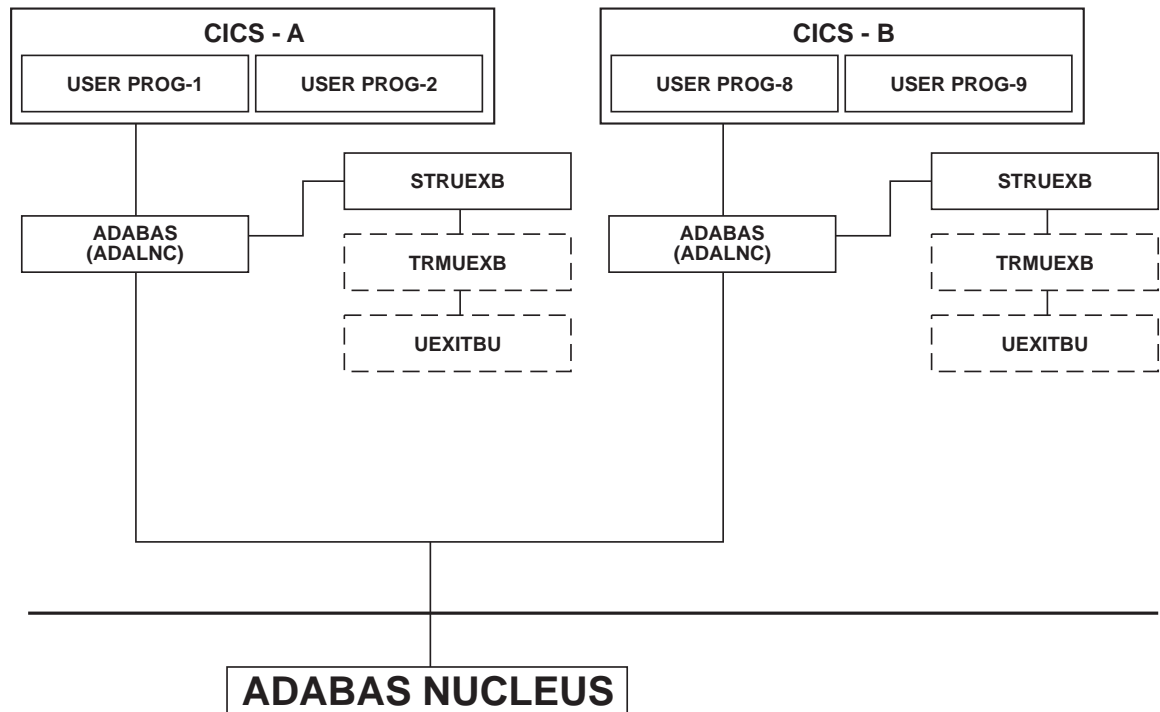 CICS - A
USER PROG-1
USER PROG-2
STRUEXB
ADABAS
(ADALNC)
TRMUEXB
UEXITBU
CICS - B
USER PROG-8
USER PROG-9
STRUEXB
ADABAS
(ADALNC)
TRMUEXB
UEXITBU
ADABAS NUCLEUS